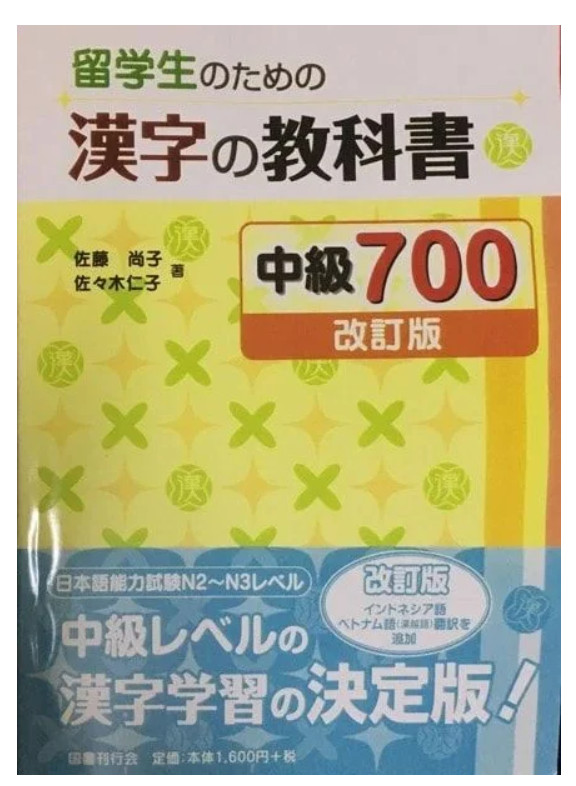 留学生のための
漢字の教科書
漢
佐藤 尚子
佐々木仁子 著
中級700
改訂版
日本語能力試験N2～N3レベル
改訂版
インドネシア語
ベトナム語(漢越語)翻訳を
追加
中級レベルの
漢字学習の決定版!
国書刊行会 定価:本体1,600円+税